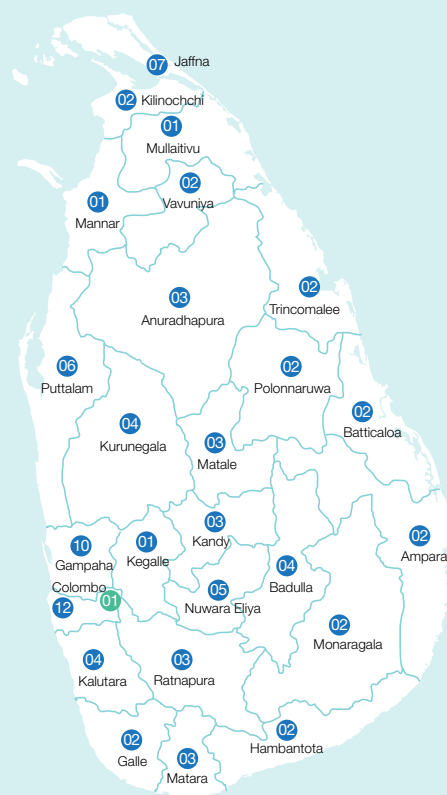 07 Jaffna
02 Kilinochchi
01
Mullaitivu
02
Vavuniya
01
Mannar
03
Anuradhapura
02
Trincomalee
06
Puttalam
02
Polonnaruwa
02
Batticaloa
04
Kurunegala
03
Matale
03
Kandy
02
Ampara
10
Gampaha
01
Kegalle
04
Badulla
05
Nuwara Eliya
Colombo
12
01
02
Monaragala
04
Kalutara
03
Ratnapura
02
Hambantota
02
Galle
03
Matara